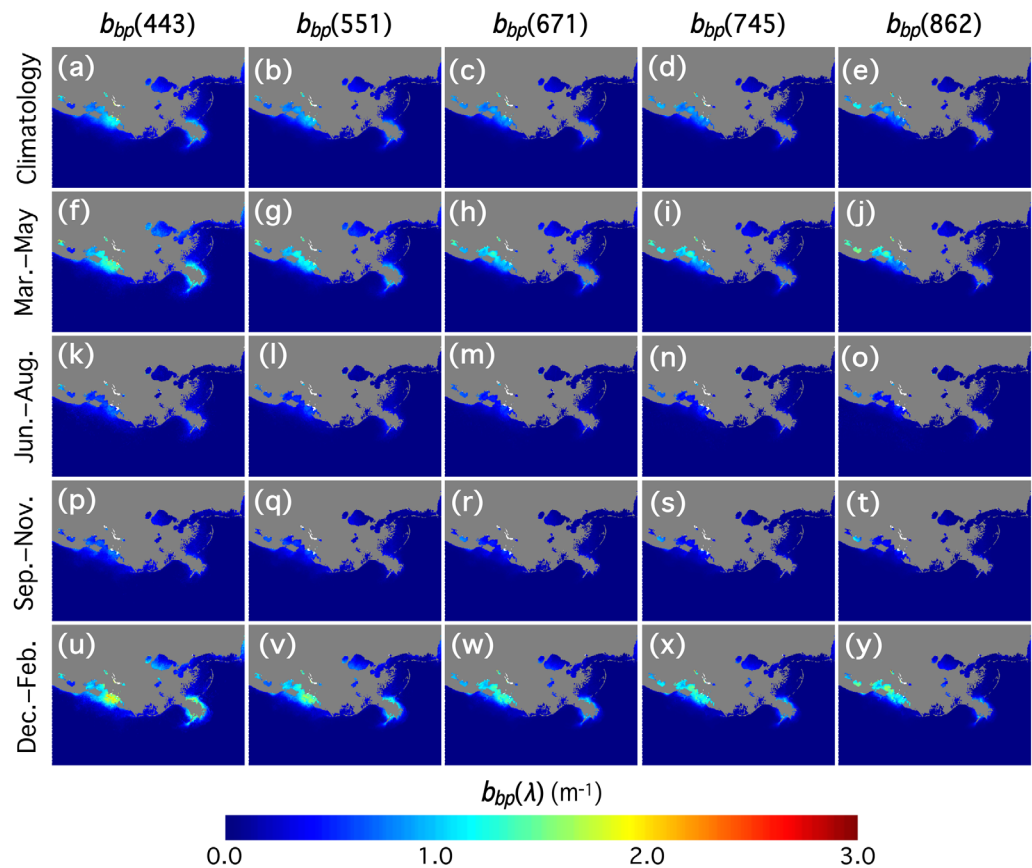 bbp(443) bbp(551) bbp(671) bbp(745) bbp(862)
Climatology
(a) (b) (c) (d) (e)
Mar.–May
(f) (g) (h) (i) (j)
Jun.–Aug.
(k) (l) (m) (n) (o)
Sep.–Nov.
(p) (q) (r) (s) (t)
Dec.–Feb.
(u) (v) (w) (x) (y)
bbp(λ) (m⁻¹)
0.0 1.0 2.0 3.0